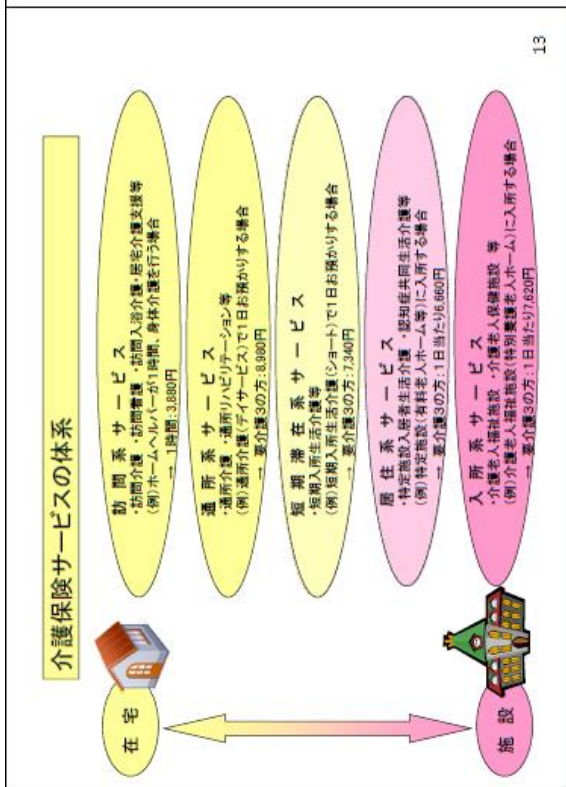 介護保険サービスの体系
在宅
訪問系サービス
・訪問介護・訪問看護・訪問入浴介護・居宅介護支援等
(例)ホームヘルパーが1時間、身体介護を行う場合
→ 1時間:3,880円
通所系サービス
・通所介護・通所リハビリテーション等
(例)通所介護(デイサービス)で1日お預かりする場合
→ 要介護3の方:8,980円
短期滞在系サービス
・短期入所生活介護等
(例)短期入所生活介護(ショート)で1日お預かりする場合
→ 要介護3の方:7,340円
居住系サービス
・特定施設入居者生活介護・認知症共同生活介護等
(例)特定施設(有料老人ホーム等)に入所する場合
→ 要介護3の方:1日当たり6,660円
入所系サービス
・介護老人福祉施設・介護老人保健施設 等
(例)介護老人福祉施設(特別養護老人ホーム)に入所する場合
→ 要介護3の方:1日当たり7,620円
施設
13